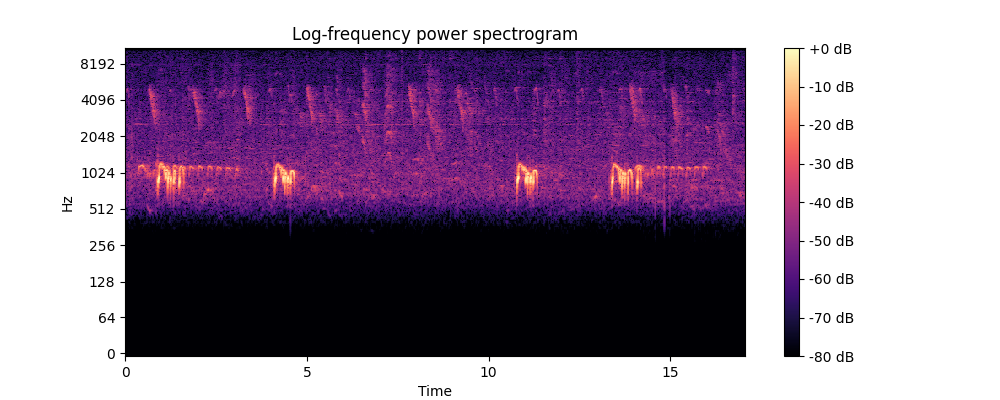 Log-frequency power spectrogram
Hz
8192
4096
2048
1024
512
256
128
64
0
0
5
10
15
Time
+0 dB
-10 dB
-20 dB
-30 dB
-40 dB
-50 dB
-60 dB
-70 dB
-80 dB